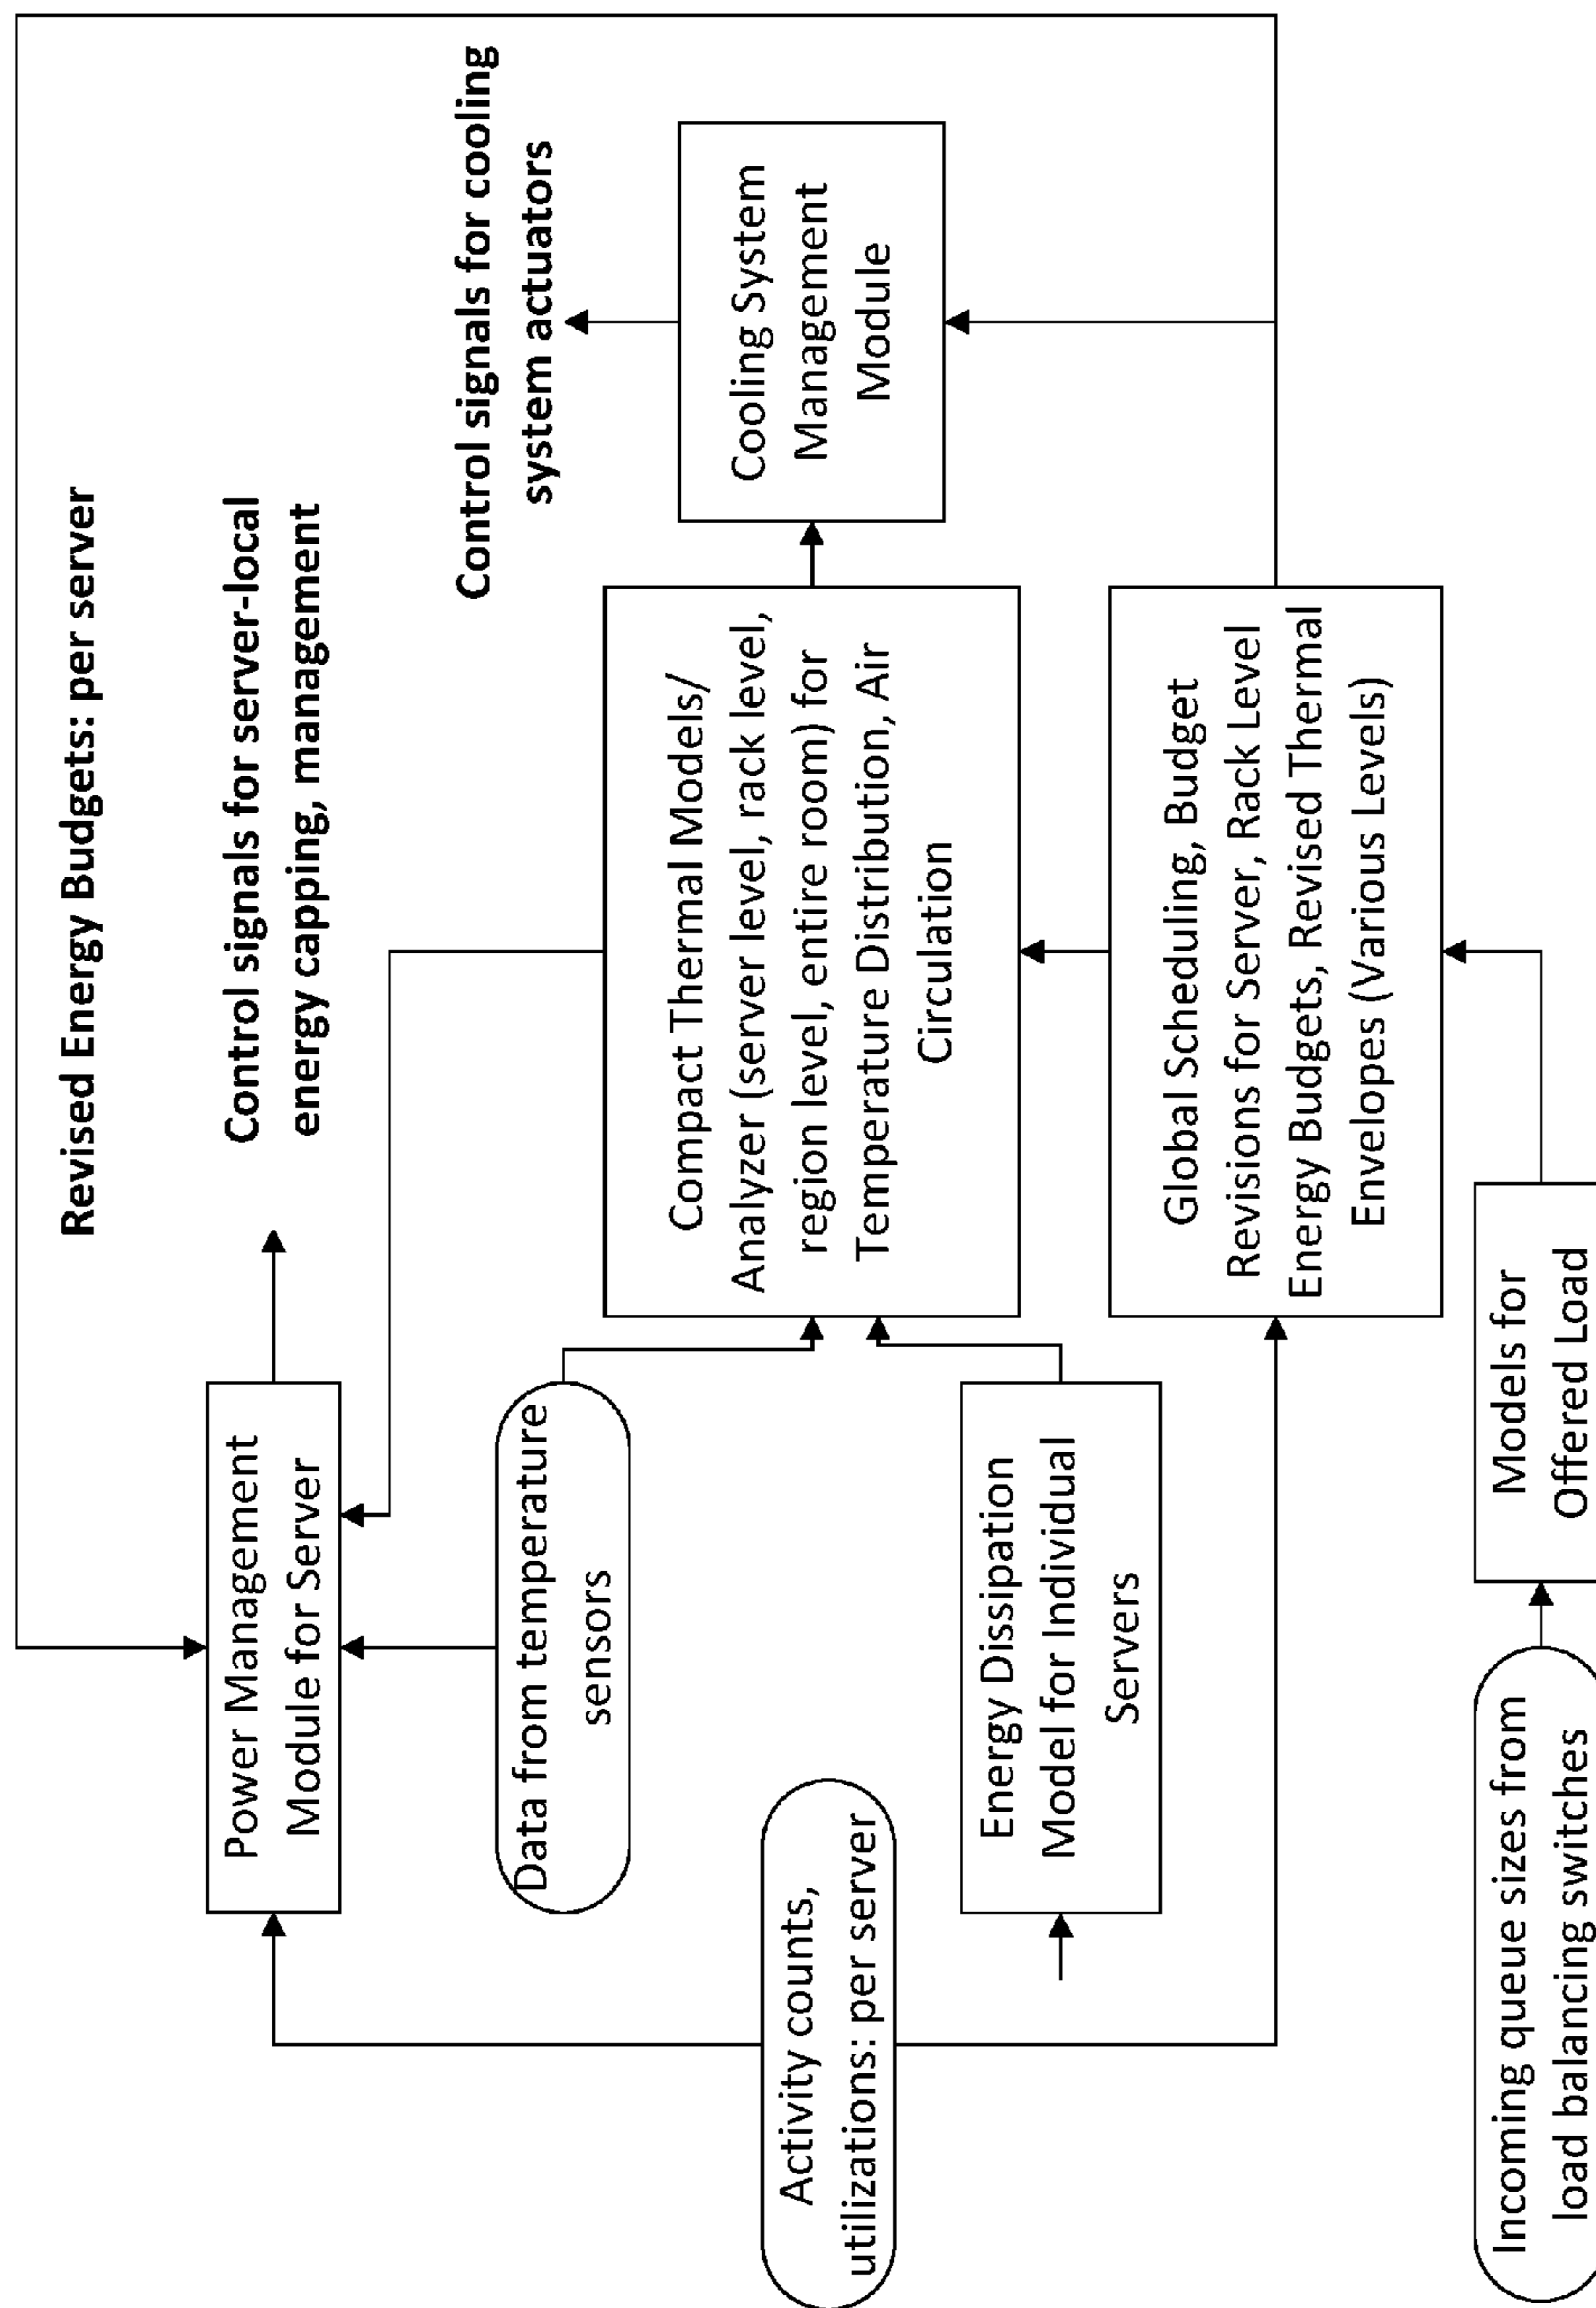 Revised Energy Budgets: per server
Control signals for server-local
energy capping, management
Power Management
Module for Server
Control signals for cooling
system actuators
Data from temperature
sensors
Compact Thermal Models/
Analyzer (server level, rack level,
region level, entire room) for
Temperature Distribution, Air
Circulation
Cooling System
Management
Module
Activity counts,
utilizations: per server
Energy Dissipation
Model for Individual
Servers
Global Scheduling, Budget
Revisions for Server, Rack Level
Energy Budgets, Revised Thermal
Envelopes (Various Levels)
Incoming queue sizes from
load balancing switches
Models for
Offered Load